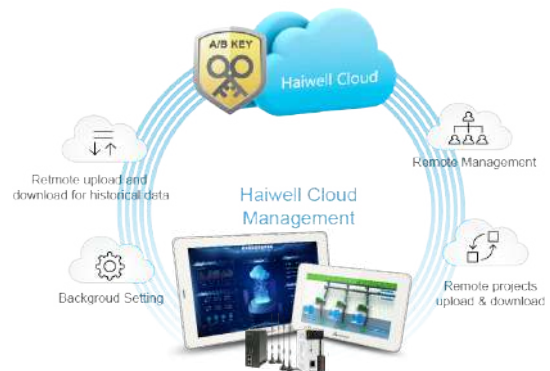 A/B KEY
Haiwell Cloud
Retmote upload and
download for historical data
Remote Management
Haiwell Cloud
Management
Backgroud Setting
Remote projects
upload & download